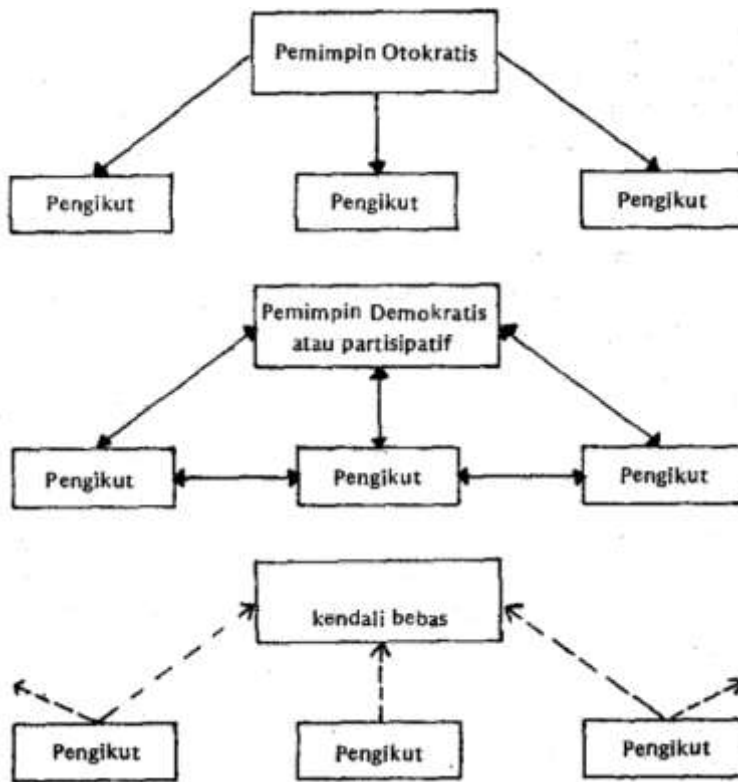 Pemimpin Otokratis
Pengikut
Pengikut
Pengikut
Pemimpin Demokratis
atau partisipatif
Pengikut
Pengikut
Pengikut
kendali bebas
Pengikut
Pengikut
Pengikut